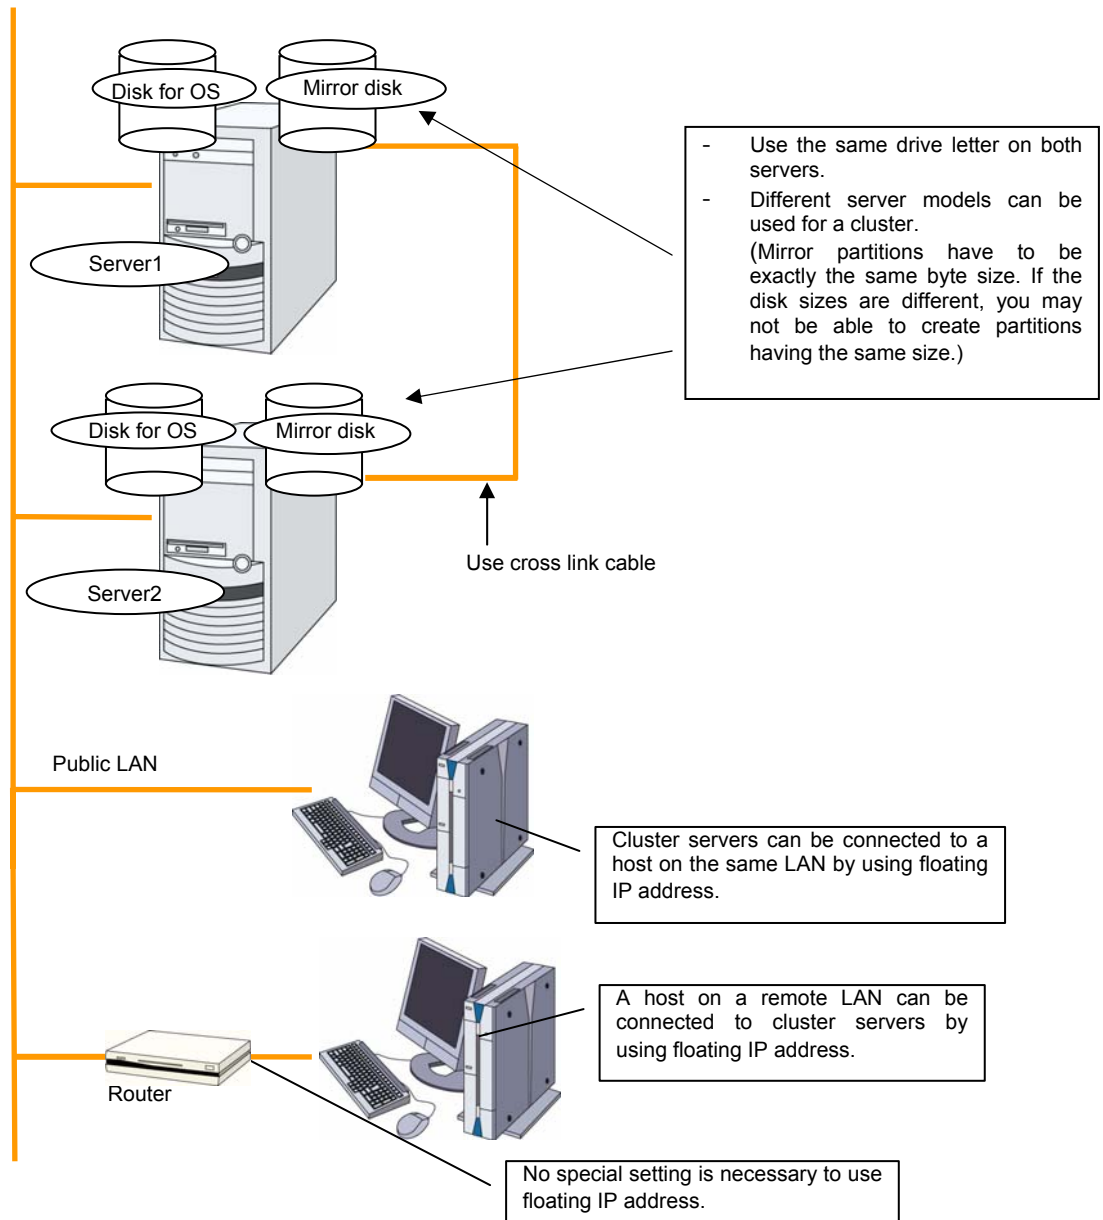 Disk for OS
Mirror disk
- Use the same drive letter on both
servers.
- Different server models can be
used for a cluster.
(Mirror partitions have to be
exactly the same byte size. If the
disk sizes are different, you may
not be able to create partitions
having the same size.)
Server1
Disk for OS
Mirror disk
Use cross link cable
Server2
Public LAN
Cluster servers can be connected to a
host on the same LAN by using floating
IP address.
A host on a remote LAN can be
connected to cluster servers by
using floating IP address.
Router
No special setting is necessary to use
floating IP address.